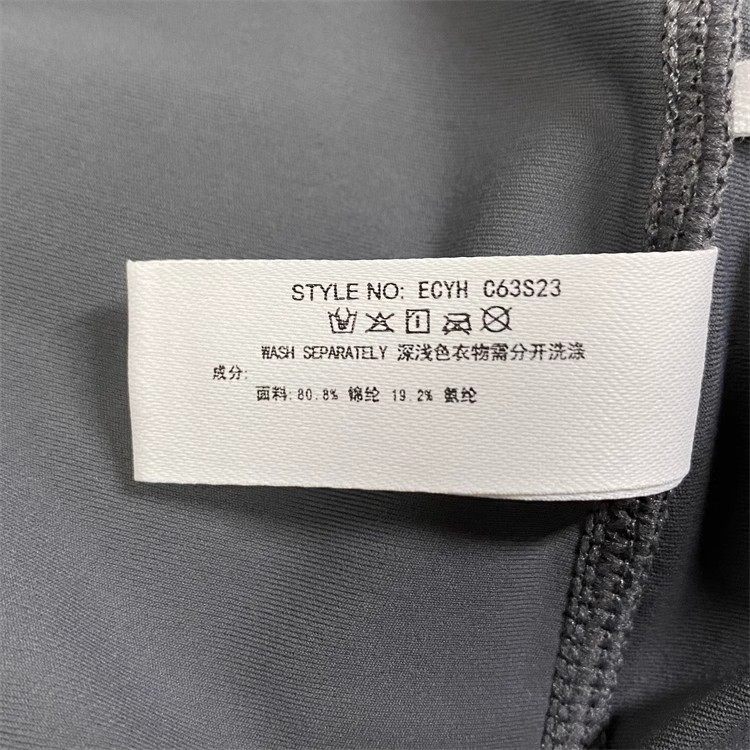 STYLE NO: ECYH C63S23
WASH SEPARATELY 深浅色衣物需分开洗涤
成分:
面料:80.8% 锦纶 19.2% 氨纶